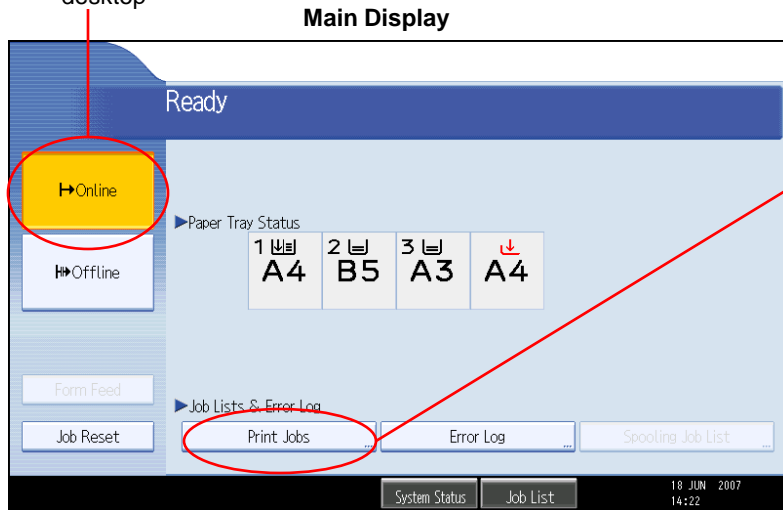 desktop
Main Display
Ready
Online
Offline
▶Paper Tray Status
1 2 3
A4 B5 A3 A4
Form Feed
▶Job Lists & Error Log
Job Reset
Print Jobs ... Error Log ... Spooling Job List ...
System Status Job List
18 JUN 2007
14:22